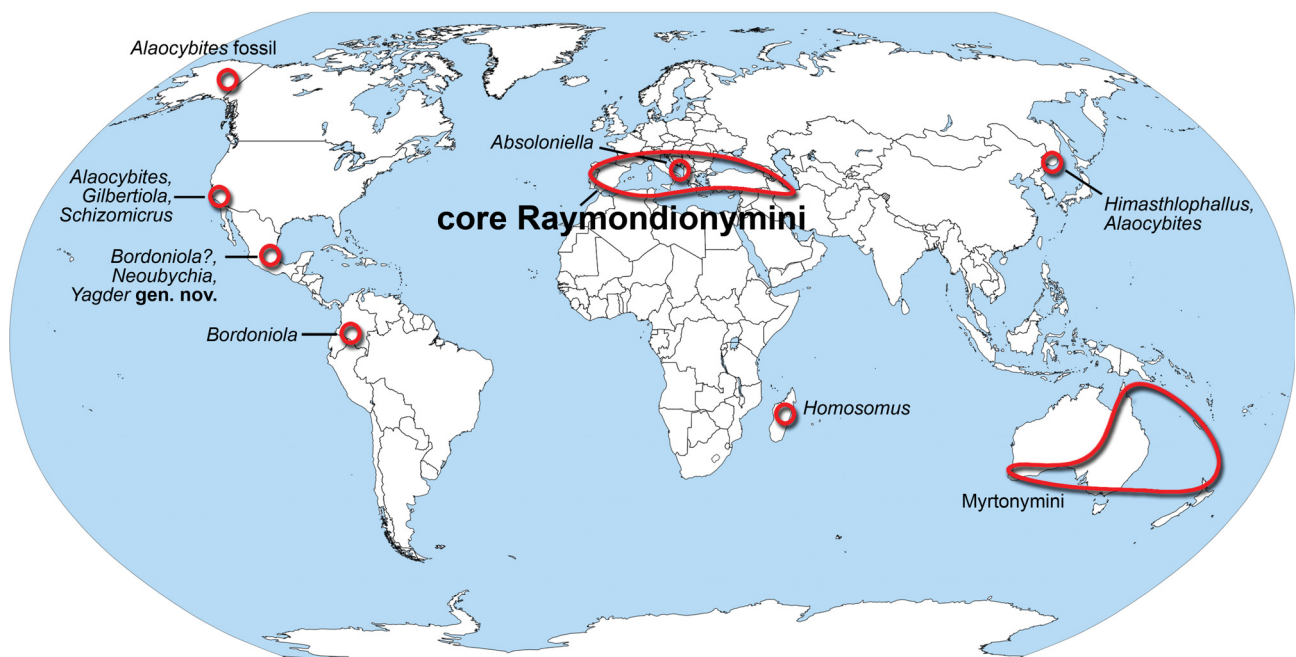 Alaocybites fossil
Absoloniella
Alaocybites,
Gilbertiola,
Schizomicrus
core Raymondionymini
Himasthlophallus,
Alaocybites
Bordoniola?,
Neoubychia,
Yagder gen. nov.
Bordoniola
Homosomus
Myrtonymini